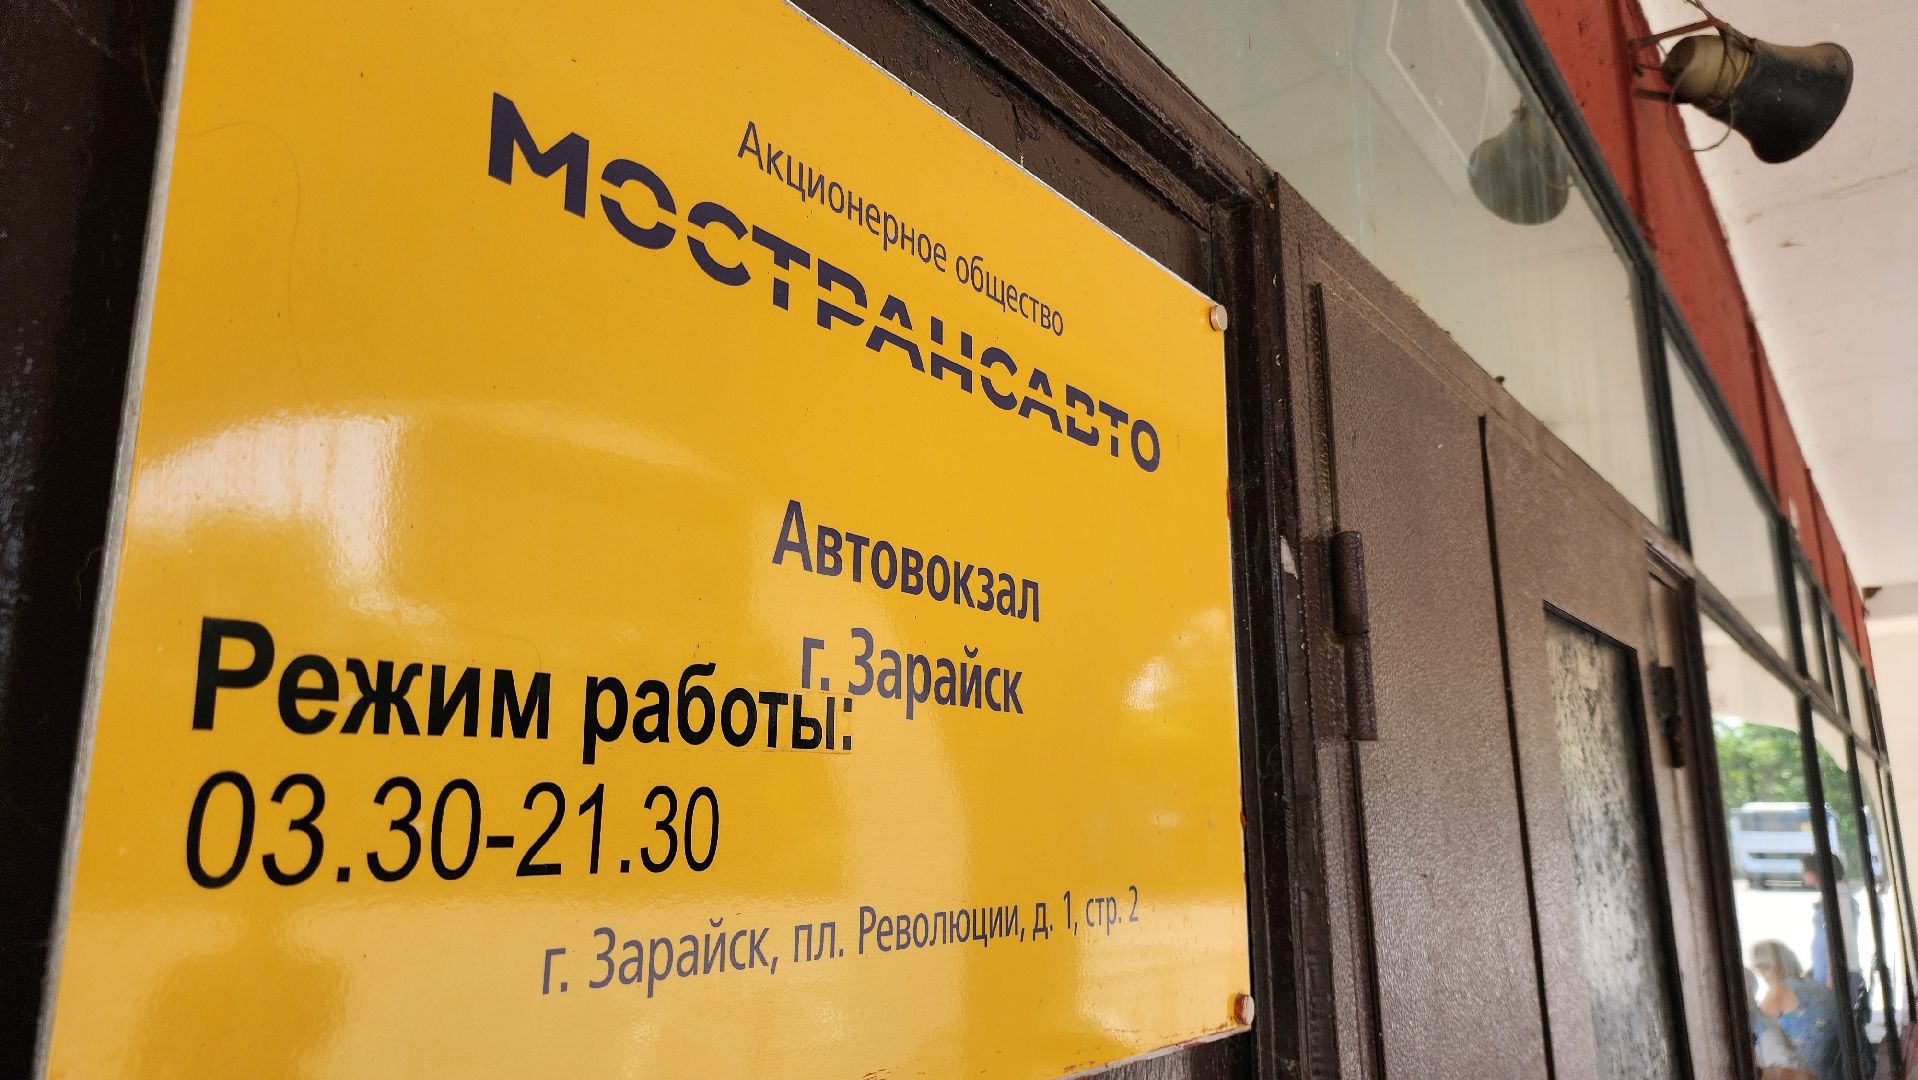 Акционерное общество
МОСТРАНСАВТО
Автовокзал
г. Зарайск
Режим работы:
03.30-21.30
г. Зарайск, пл. Революции, д. 1, стр. 2